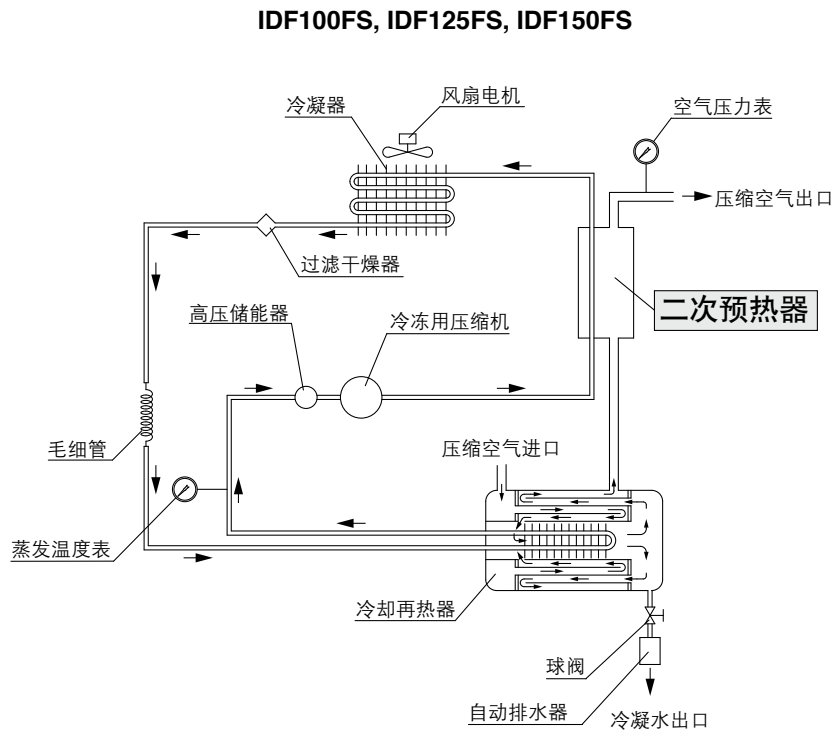 IDF100FS, IDF125FS, IDF150FS
风扇电机
冷凝器
空气压力表
压缩空气出口
过滤干燥器
二次预热器
高压储能器
冷冻用压缩机
毛细管
压缩空气进口
蒸发温度表
冷却再热器
球阀
自动排水器
冷凝水出口